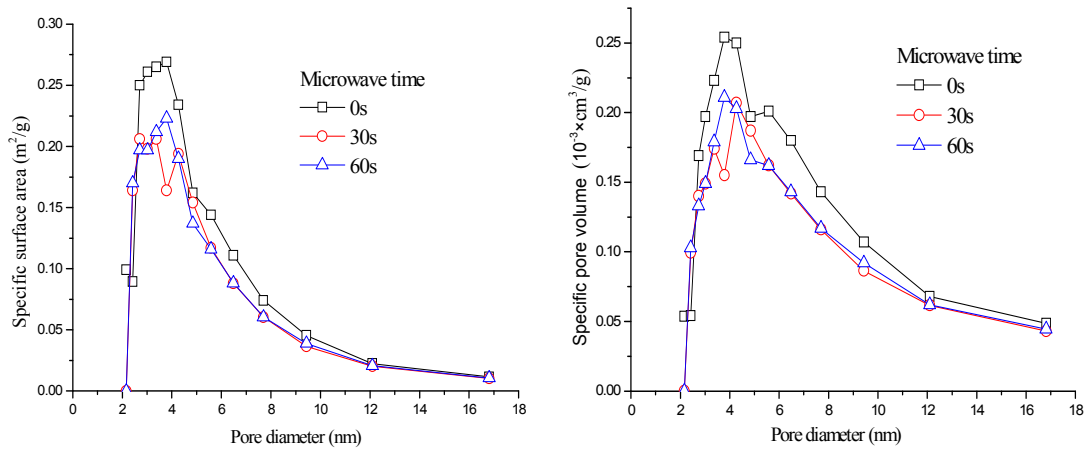 0.30
0.25
0.20
0.15
0.10
0.05
0.00
Specific surface area (m²/g)
Microwave time
0s
30s
60s
0 2 4 6 8 10 12 14 16 18
Pore diameter (nm)
0.25
0.20
0.15
0.10
0.05
0.00
Specific pore volume (10⁻³×cm³/g)
Microwave time
0s
30s
60s
0 2 4 6 8 10 12 14 16 18
Pore diameter (nm)